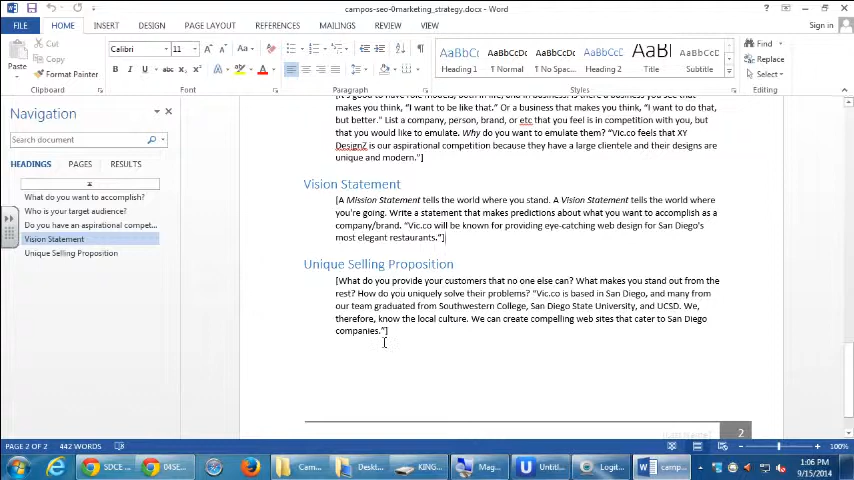 campos-seo-0marketing_strategy.docx - Word
FILE HOME INSERT DESIGN PAGE LAYOUT REFERENCES MAILINGS REVIEW VIEW Sign in
Paste
Cut
Copy
Format Painter
Clipboard
Calibri 11
Font
Paragraph
AaBbCc Heading 1
AaBbCcDc ¶ Normal
AaBbCcDc ¶ No Spac...
AaBbCcC Heading 2
AaBl Title
Styles
Find
Replace
Select
Editing
Navigation
Search document
HEADINGS PAGES RESULTS
What do you want to accomplish?
Who is your target audience?
Do you have an aspirational compet...
Vision Statement
Unique Selling Proposition
makes you think, “I want to be like that.” Or a business that makes you think, “I want to do that,
but better.” List a company, person, brand, or etc that you feel is in competition with you, but
that you would like to emulate. Why do you want to emulate them? “Vic.co feels that XY
DesignZ is our aspirational competition because they have a large clientele and their designs are
unique and modern.”]
Vision Statement
[A Mission Statement tells the world where you stand. A Vision Statement tells the world where
you're going. Write a statement that makes predictions about what you want to accomplish as a
company/brand. “Vic.co will be known for providing eye-catching web design for San Diego's
most elegant restaurants.”]
Unique Selling Proposition
[What do you provide your customers that no one else can? What makes you stand out from the
rest? How do you uniquely solve their problems? “Vic.co is based in San Diego, and many from
our team graduated from Southwestern College, San Diego State University, and UCSD. We,
therefore, know the local culture. We can create compelling web sites that cater to San Diego
companies.”]
2
PAGE 2 OF 2 442 WORDS 100%
SDCE ...
04SE...
Cam...
Deskt...
KING...
Mag...
Untitl...
Logit...
camp...
1:06 PM
9/15/2014